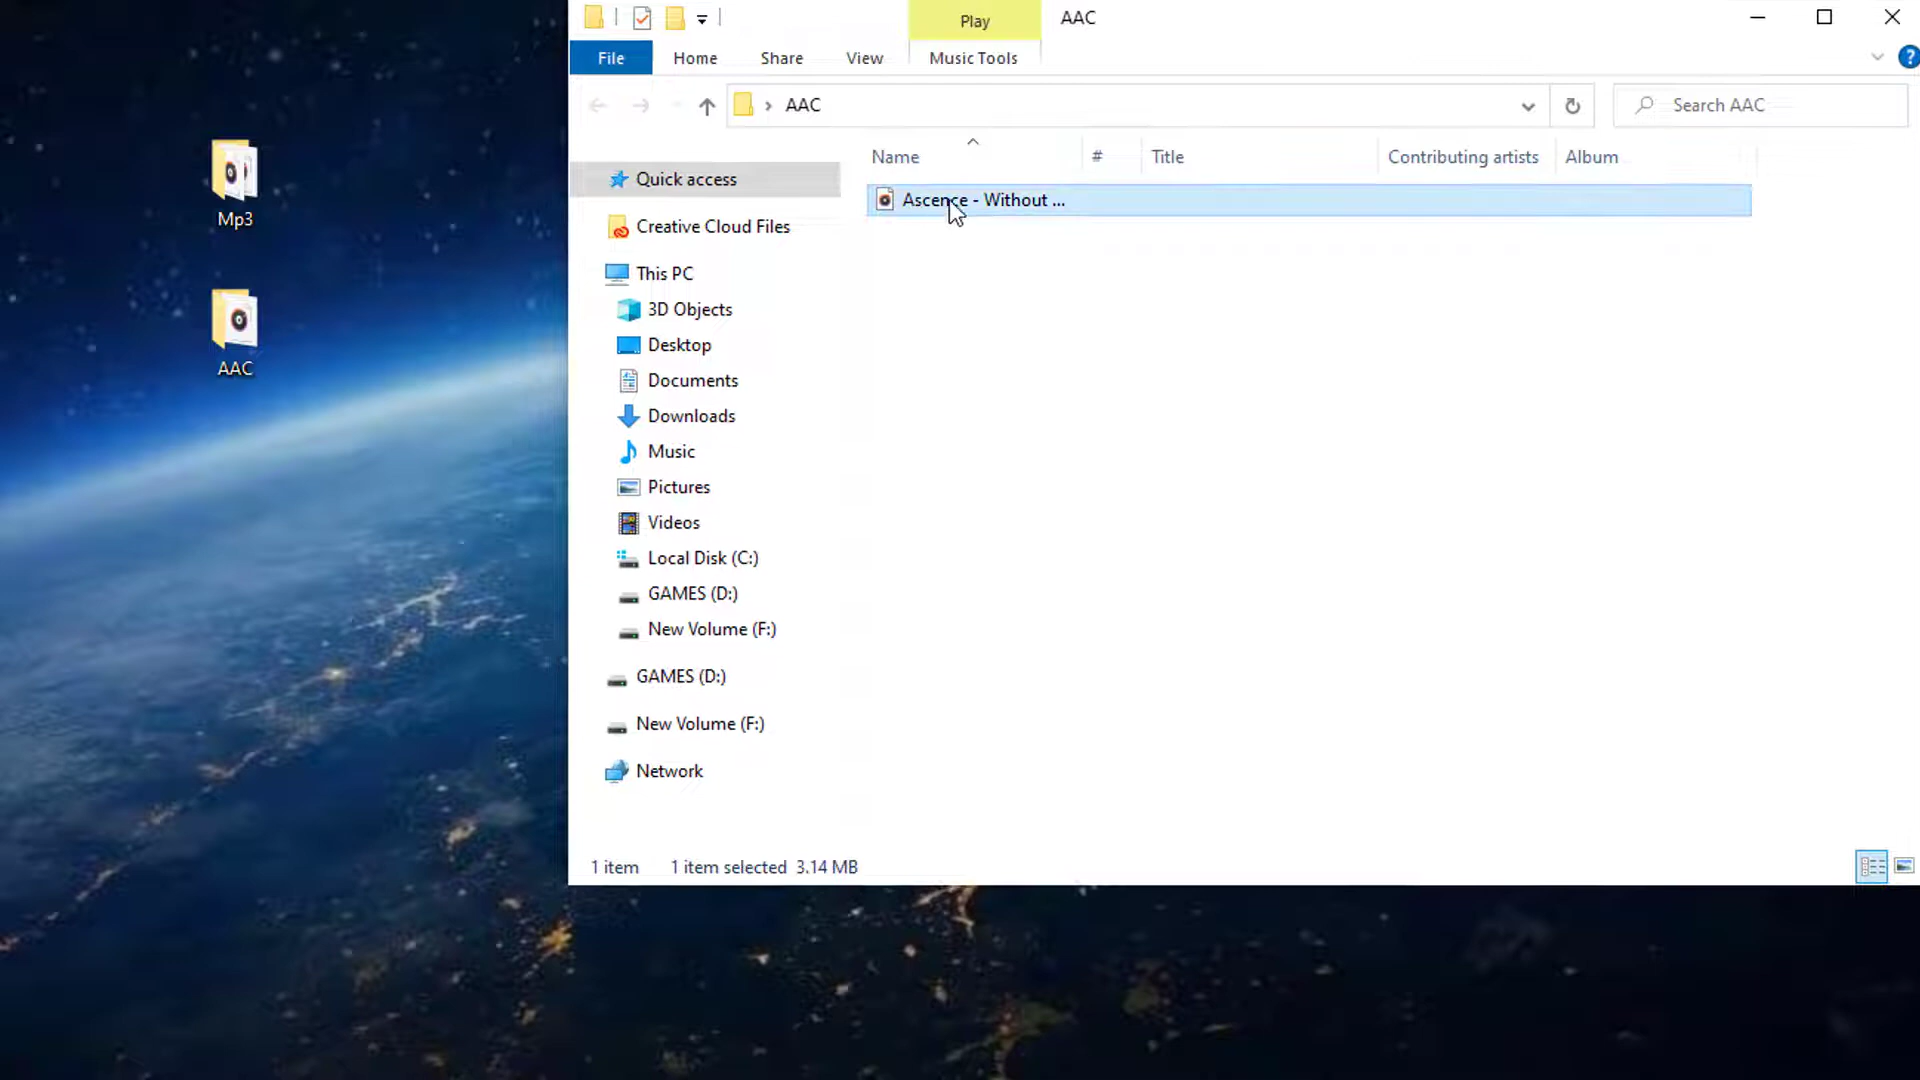 Play
AAC
File
Home
Share
View
Music Tools
?
AAC
Search AAC
Name
#
Title
Contributing artists
Album
Ascence - Without ...
Quick access
Creative Cloud Files
This PC
3D Objects
Desktop
Documents
Downloads
Music
Pictures
Videos
Local Disk (C:)
GAMES (D:)
New Volume (F:)
GAMES (D:)
New Volume (F:)
Network
1 item
1 item selected 3.14 MB
Mp3
AAC